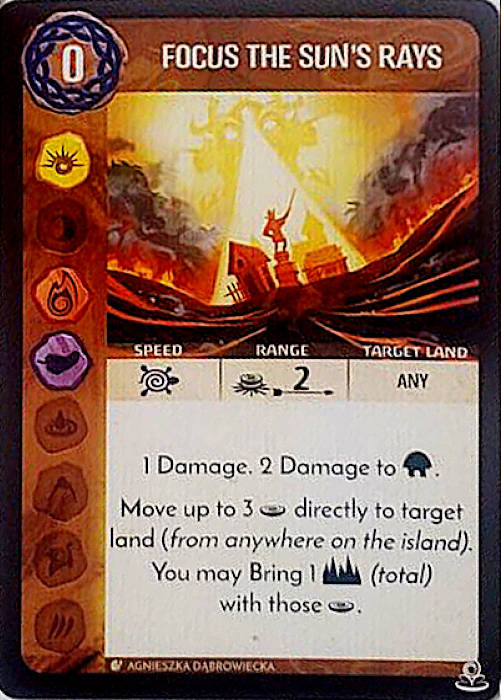 0
FOCUS THE SUN'S RAYS
SPEED RANGE TARGET LAND
2 ANY
1 Damage. 2 Damage to .
Move up to 3 directly to target
land (from anywhere on the island).
You may Bring 1 (total)
with those .
AGNIESZKA DĄBROWIECKA